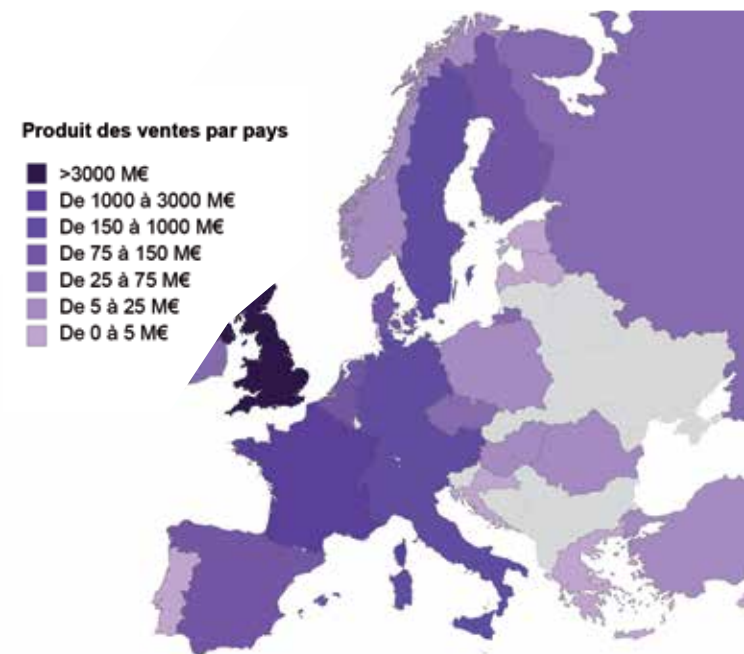 Produit des ventes par pays
>3000 M€
De 1000 à 3000 M€
De 150 à 1000 M€
De 75 à 150 M€
De 25 à 75 M€
De 5 à 25 M€
De 0 à 5 M€